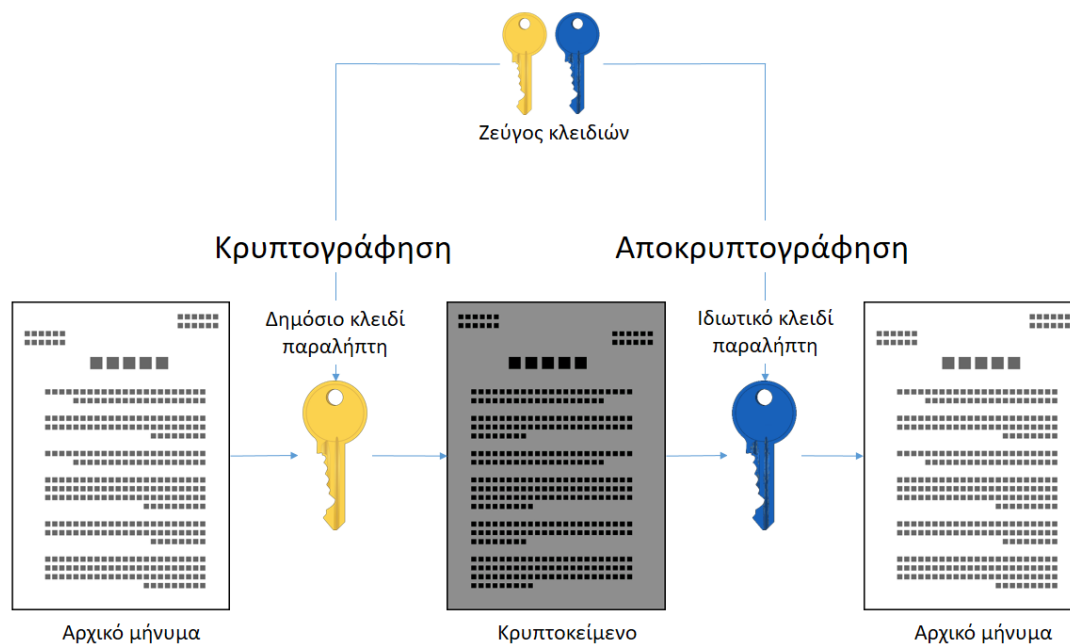 Ζεύγος κλειδιών
Κρυπτογράφηση
Αποκρυπτογράφηση
Δημόσιο κλειδί
παραλήπτη
Ιδιωτικό κλειδί
παραλήπτη
Αρχικό μήνυμα
Κρυπτοκείμενο
Αρχικό μήνυμα